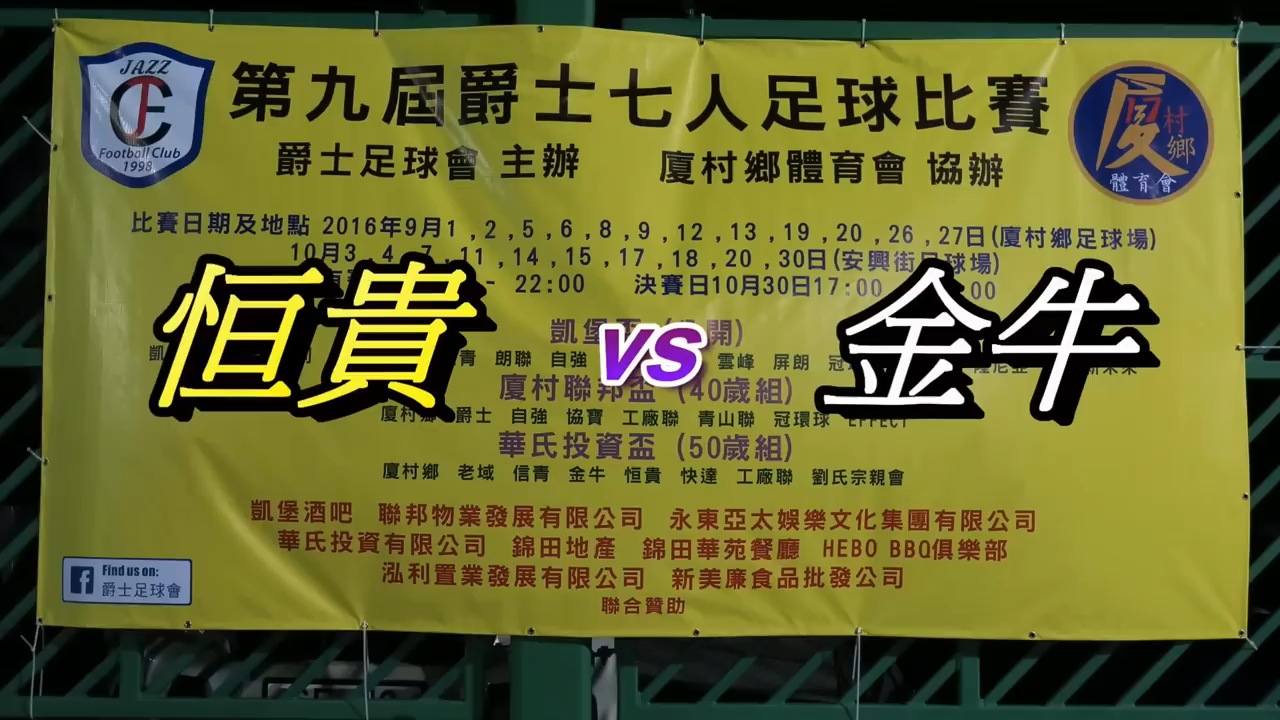 JAZZ
JFC
Football Club
1998
第九屆爵士七人足球比賽
爵士足球會 主辦 廈村鄉體育會 協辦
廈村鄉
體育會
比賽日期及地點 2016年9月1 , 2 , 5 , 6 , 8 , 9 , 12 , 13 , 19 , 20 , 26 , 27日(廈村鄉足球場)
10月3 , 4 , 7 , 11 , 14 , 15 , 17 , 18 , 20 , 30日(安興街足球場)
- 22:00 決賽日10月30日17:00
恒貴 VS 金牛
凱堡盃 開)
青 朗聯 自強 雲峰 屏朗
廈村聯邦盃 (40歲組)
廈村鄉 爵士 自強 協寶 工廠聯 青山聯 冠環球 EFFECT
華氏投資盃 (50歲組)
廈村鄉 老域 信青 金牛 恒貴 快達 工廠聯 劉氏宗親會
凱堡酒吧 聯邦物業發展有限公司 永東亞太娛樂文化集團有限公司
華氏投資有限公司 錦田地產 錦田華苑餐廳 HEBO BBQ俱樂部
泓利置業發展有限公司 新美廉食品批發公司
聯合贊助
Find us on:
爵士足球會